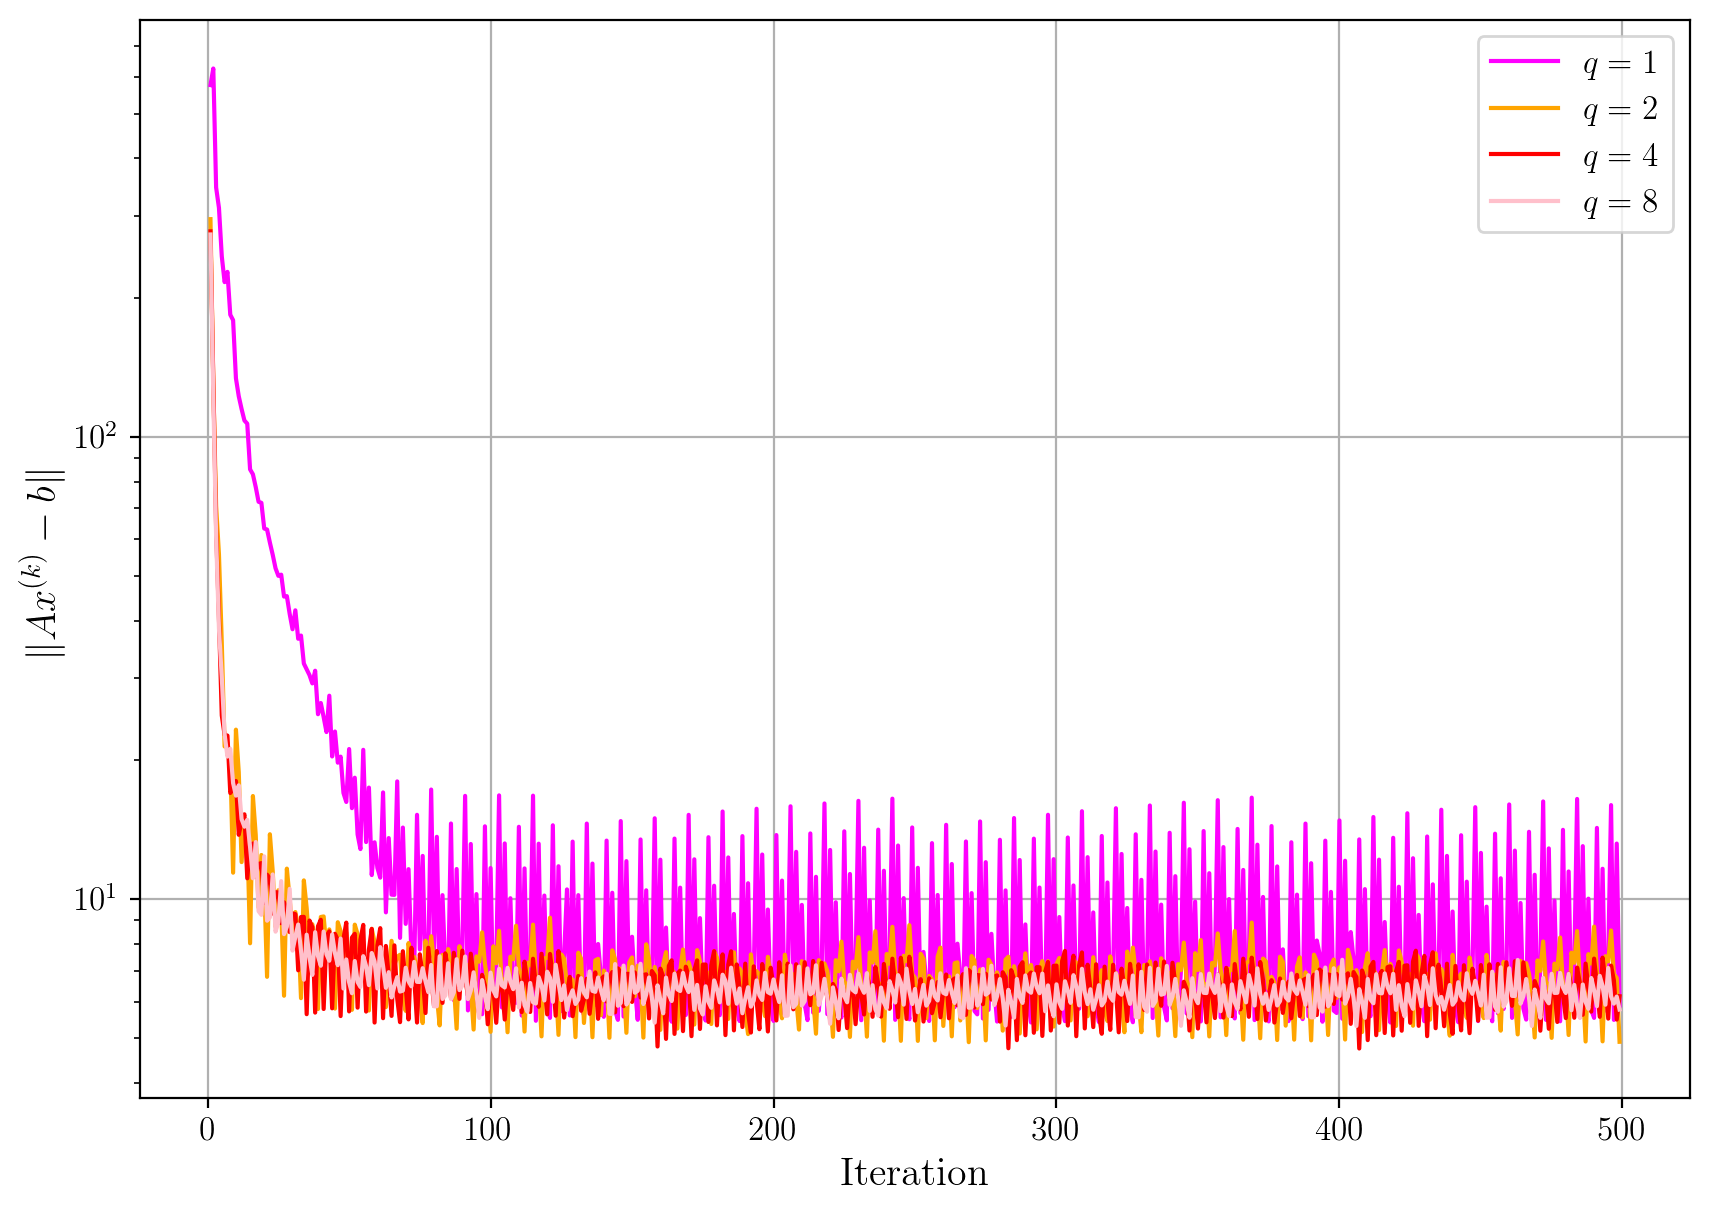 q = 1
q = 2
q = 4
q = 8
||Ax^{(k)} − b||
10^2
10^1
0 100 200 300 400 500
Iteration